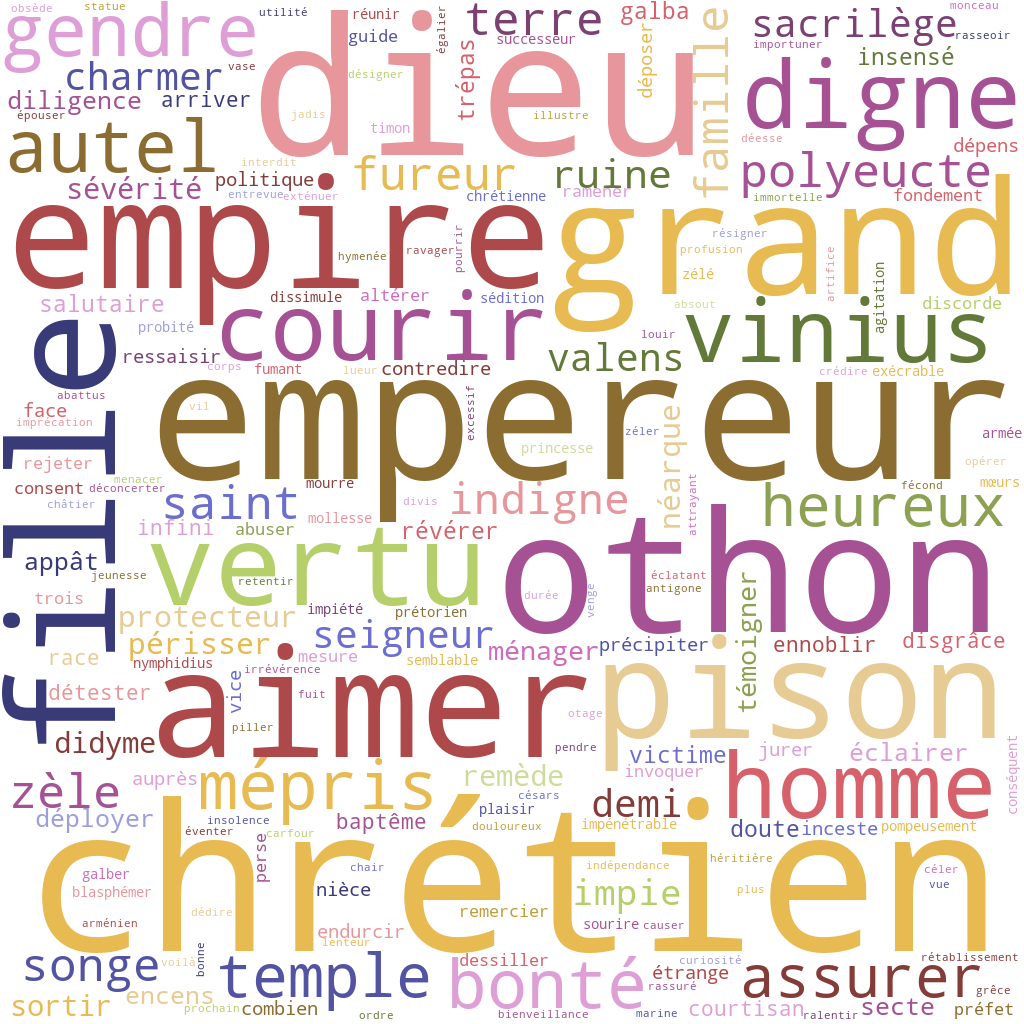 obsède
statue
utilité
réunir
égalier
terre
galba
monceau
gendre
dieu
guide
successeur
famille
sacrilège
rasseoir
importuner
charmer
vase
désigner
trépas
déposer
insensé
digne
diligence
arriver
épouser
jadis
timon
illustre
déesse
dépens
autel
interdit
fureur
ruine
polyeucte
sévérité
politique
entrevue
exténuer
chrétienne
ramener
immortelle
fondement
empire
grand
hymenée
ravager
pourrir
résigner
profusion
zélé
artifice
agitation
salutaire
dissimule
altérer
sédition
absout
discorde
probité
courir
louir
vinius
ressaisir
corps
fumant
lueur
contredire
valens
crédire
exécrable
fille
abattus
empereur
vil
excessif
face
imprécation
zéler
néarque
armée
rejeter
princesse
opérer
menacer
consent
déconcerter
mourre
fécond
mœurs
châtier
saint
divis
indigne
attrayant
heureux
infini
abuser
mollesse
révérer
vertu
othon
appât
jeunesse
retentir
éclatant
antigone
trois
durée
venge
témoigner
protecteur
impiété
prétorien
périsser
seigneur
ménager
précipiter
ennoblir
disgrâce
race
nymphidius
irrévérence
mesure
semblable
aimer
pison
détester
vice
fuit
otage
piller
didyme
pendre
victime
jurer
éclairer
conséquent
zèle
auprès
mépris
remède
invoquer
homme
césars
demi
déployer
insolence
plaisir
baptême
douloureux
impénétrable
doute
inceste
pompeusement
éventer
carfour
perse
chrétien
indépendance
héritière
galber
chair
céler
blasphémer
nièce
impie
plus
vue
dédire
remercier
arménien
sourire
causer
endurcir
lenteur
songe
voilà
bonne
temple
dessiller
bonté
étrange
curiosité
rassuré
assurer
rétablissement
grêce
sortir
encens
prochain
combien
ordre
bienveillance
marine
courtisan
ralentir
secte
préfet